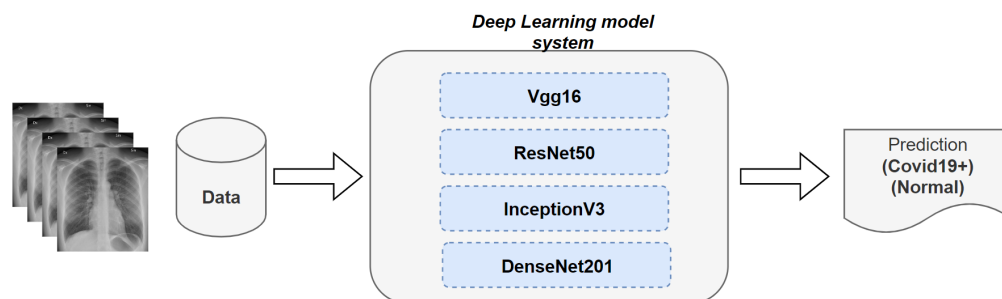 Deep Learning model
system
Vgg16
ResNet50
InceptionV3
DenseNet201
Data
Prediction
(Covid19+)
(Normal)